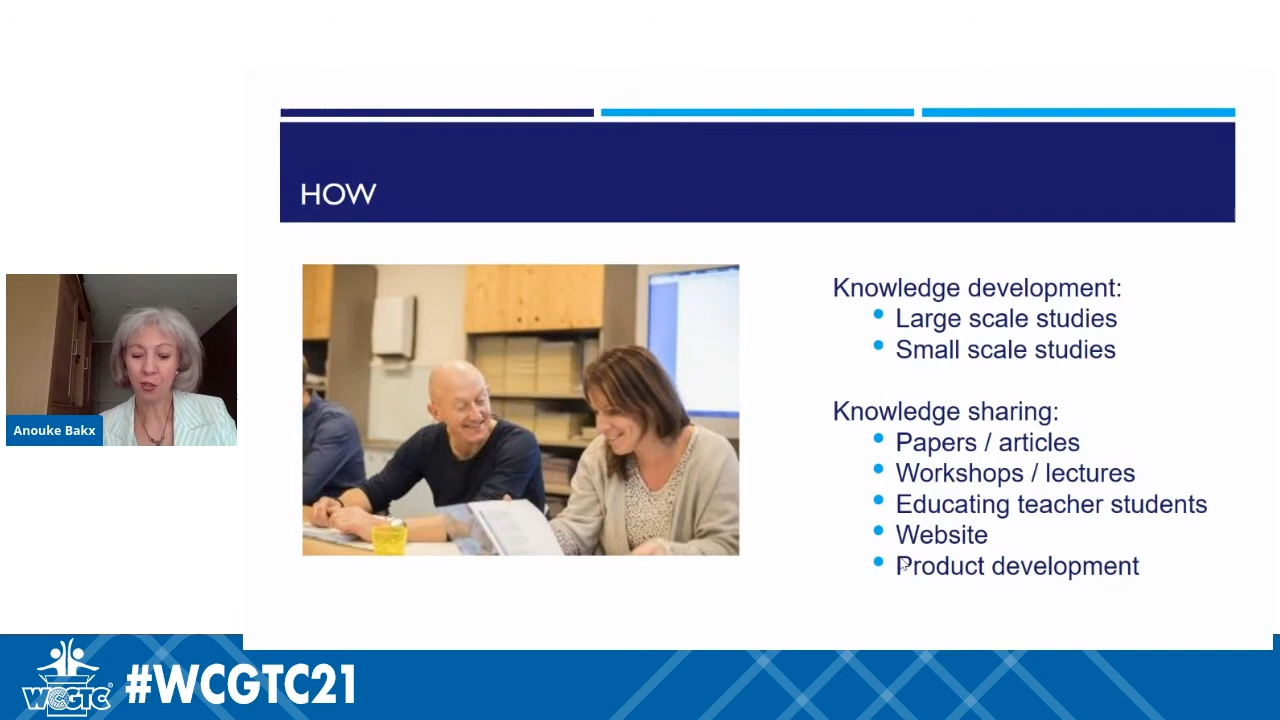 HOW
Knowledge development:
Large scale studies
Small scale studies
Knowledge sharing:
Papers / articles
Workshops / lectures
Educating teacher students
Website
Product development
Anouke Bakx
WCGTC®
#WCGTC21